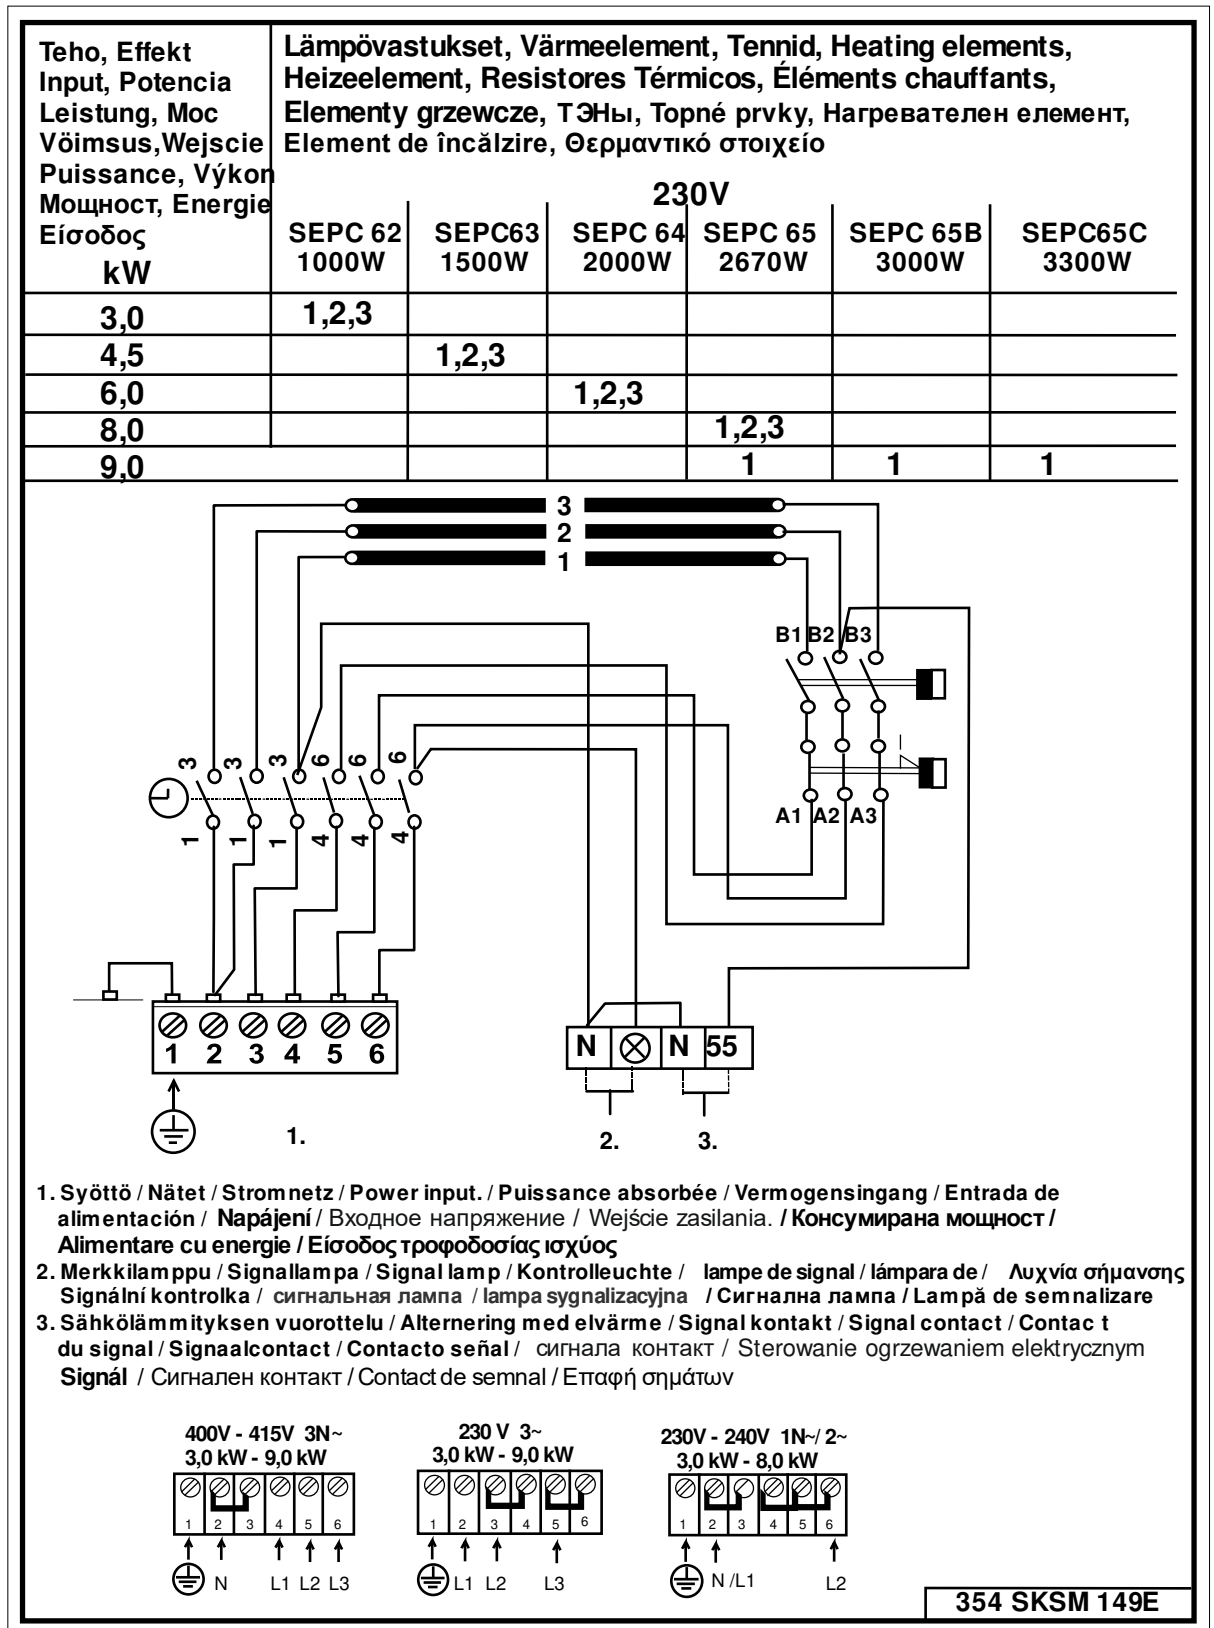 Teho, Effekt
Input, Potencia
Leistung, Moc
Vöimsus,Wejscie
Puissance, Výkon
Мощност, Energie
Είσοδος
kW
Lämpövastukset, Värmeelement, Tennid, Heating elements,
Heizeelement, Resistores Térmicos, Éléments chauffants,
Elementy grzewcze, ТЭНы, Topné prvky, Нагревателен елемент,
Element de încălzire, Θερμαντικό στοιχείο
230V
SEPC 62 SEPC63 SEPC 64 SEPC 65 SEPC 65B SEPC65C
1000W 1500W 2000W 2670W 3000W 3300W
3,0 1,2,3
4,5 1,2,3
6,0 1,2,3
8,0 1,2,3
9,0 1 1 1
3
2
1
B1 B2 B3
3 3 3 6 6 6
A1 A2 A3
1 1 1 4 4 4
1 2 3 4 5 6
N N 55
1. 2. 3.
1. Syöttö / Nätet / Stromnetz / Power input. / Puissance absorbée / Vermogensingang / Entrada de
alimentación / Napájení / Входное напряжение / Wejście zasilania. / Консумирана мощност /
Alimentare cu energie / Είσοδος τροφοδοσίας ισχύος
2. Merkkilamppu / Signallampa / Signal lamp / Kontrolleuchte / lampe de signal / lámpara de / Λυχνία σήμανσης
Signální kontrolka / сигнальная лампа / lampa sygnalizacyjna / Сигнална лампа / Lampă de semnalizare
3. Sähkölämmityksen vuorottelu / Alternering med elvärme / Signal kontakt / Signal contact / Contac t
du signal / Signaalcontact / Contacto señal / сигнала контакт / Sterowanie ogrzewaniem elektrycznym
Signál / Сигнален контакт / Contact de semnal / Επαφή σημάτων
400V - 415V 3N~
3,0 kW - 9,0 kW
1 2 3 4 5 6
N L1 L2 L3
230 V 3~
3,0 kW - 9,0 kW
1 2 3 4 5 6
L1 L2 L3
230V - 240V 1N~/ 2~
3,0 kW - 8,0 kW
1 2 3 4 5 6
N /L1 L2
354 SKSM 149E